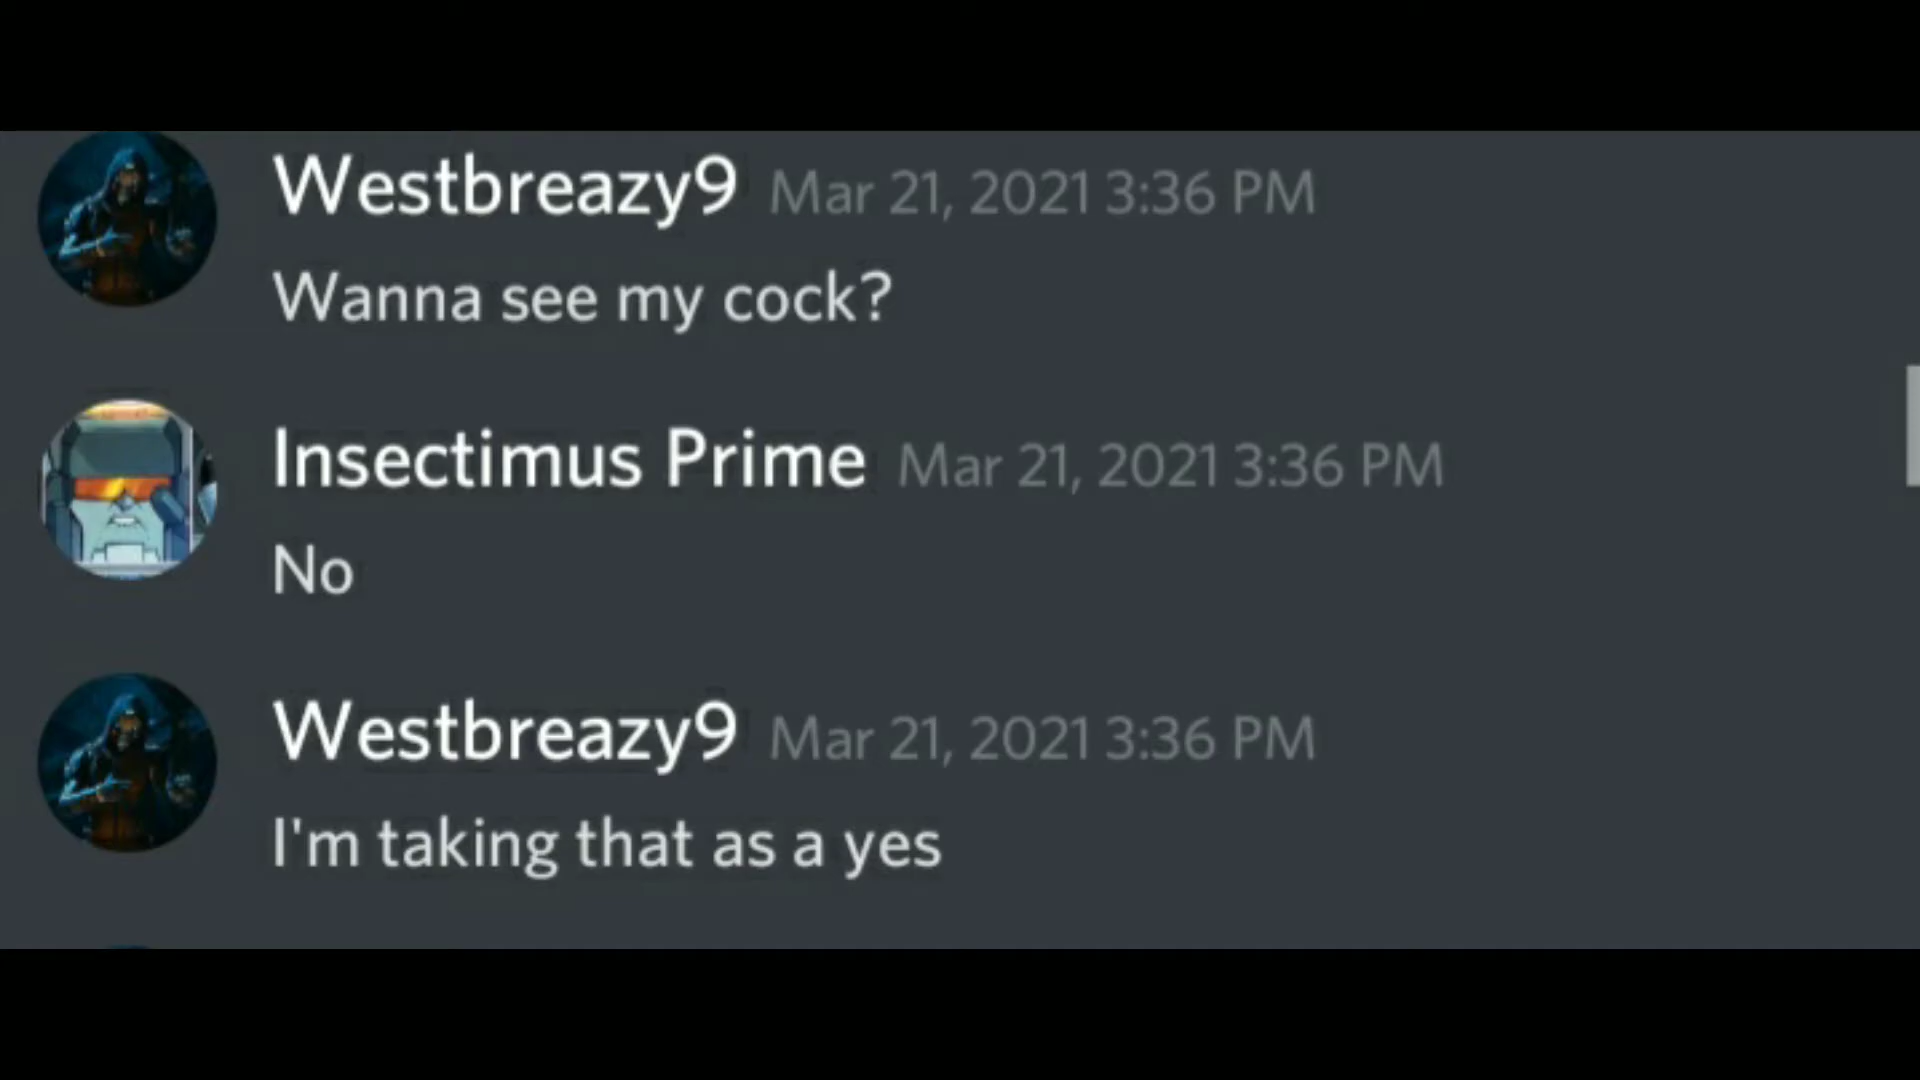 Westbreazy9 Mar 21, 2021 3:36 PM
Wanna see my cock?
Insectimus Prime Mar 21, 2021 3:36 PM
No
Westbreazy9 Mar 21, 2021 3:36 PM
I'm taking that as a yes